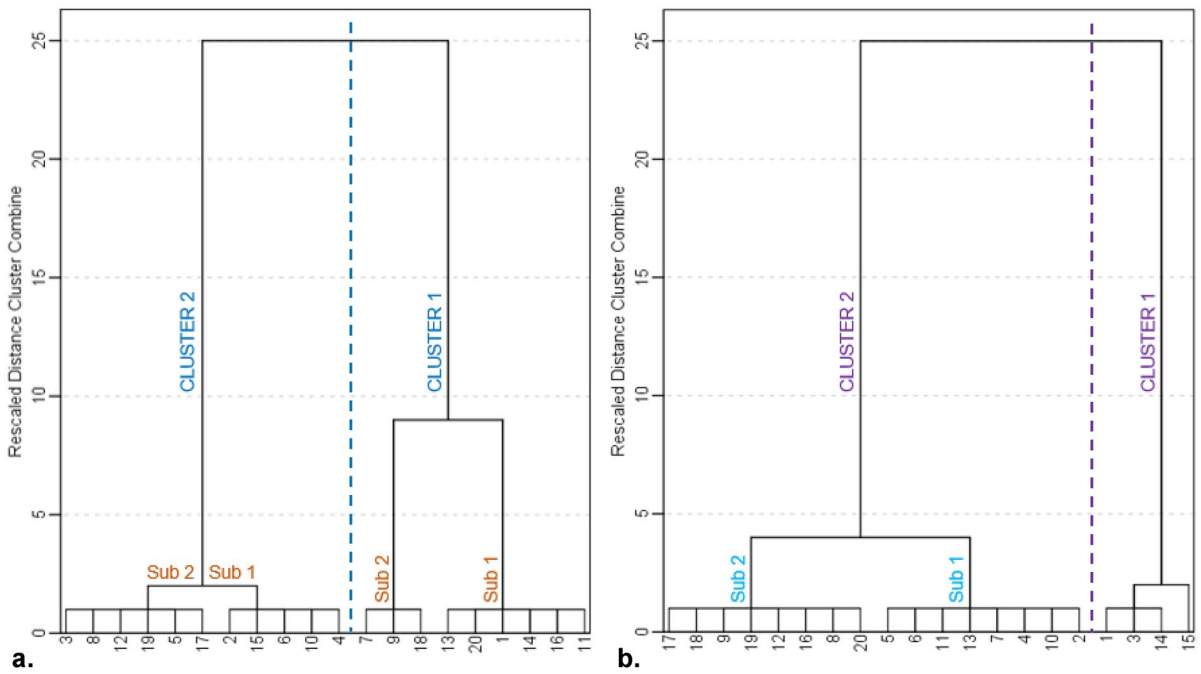 Rescaled Distance Cluster Combine
25
20
15
10
5
0
CLUSTER 2
CLUSTER 1
Sub 2 Sub 1
Sub 2
Sub 1
3 8 12 19 5 17 2 15 6 10 4 7 9 18 13 20 1 14 16 11
a.
Rescaled Distance Cluster Combine
25
20
15
10
5
0
CLUSTER 2
CLUSTER 1
Sub 2
Sub 1
17 18 9 19 12 16 8 20 5 6 11 13 7 4 10 2 1 3 14 15
b.